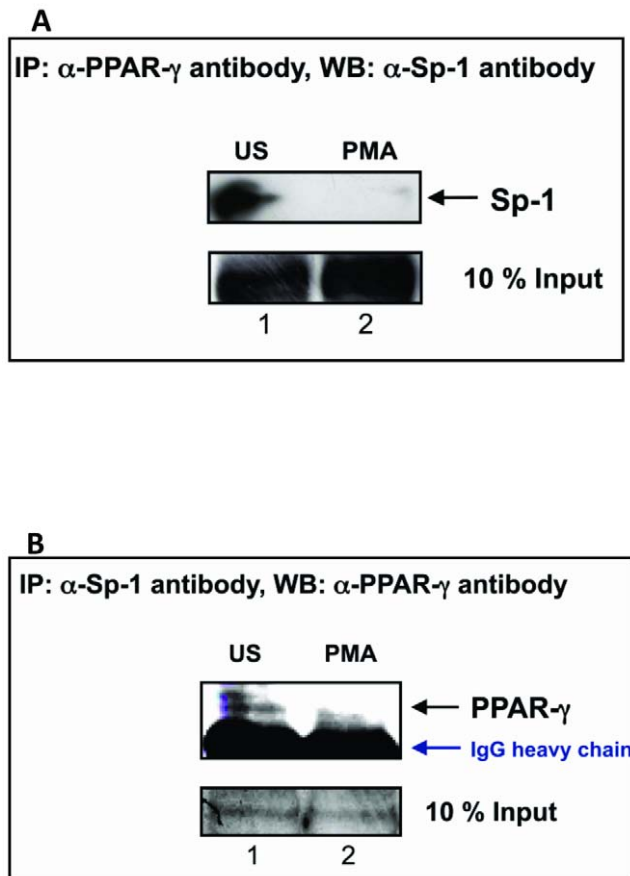 A
IP: α-PPAR-γ antibody, WB: α-Sp-1 antibody
US PMA
Sp-1
10 % Input
1 2
B
IP: α-Sp-1 antibody, WB: α-PPAR-γ antibody
US PMA
PPAR-γ
IgG heavy chain
10 % Input
1 2